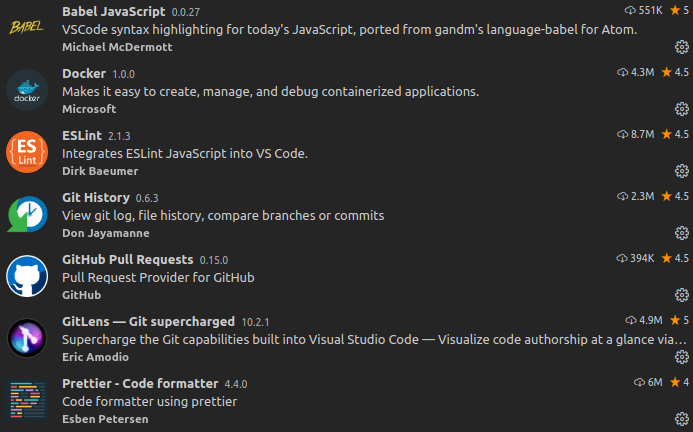 BABEL
Babel JavaScript 0.0.27 551K 5
VSCode syntax highlighting for today's JavaScript, ported from gandm's language-babel for Atom.
Michael McDermott
docker
Docker 1.0.0 4.3M 4.5
Makes it easy to create, manage, and debug containerized applications.
Microsoft
ES
Lint
ESLint 2.1.3 8.7M 4.5
Integrates ESLint JavaScript into VS Code.
Dirk Baeumer
Git History 0.6.3 2.3M 4.5
View git log, file history, compare branches or commits
Don Jayamanne
GitHub Pull Requests 0.15.0 394K 4.5
Pull Request Provider for GitHub
GitHub
GitLens — Git supercharged 10.2.1 4.9M 5
Supercharge the Git capabilities built into Visual Studio Code — Visualize code authorship at a glance via...
Eric Amodio
Prettier - Code formatter 4.4.0 6M 4
Code formatter using prettier
Esben Petersen